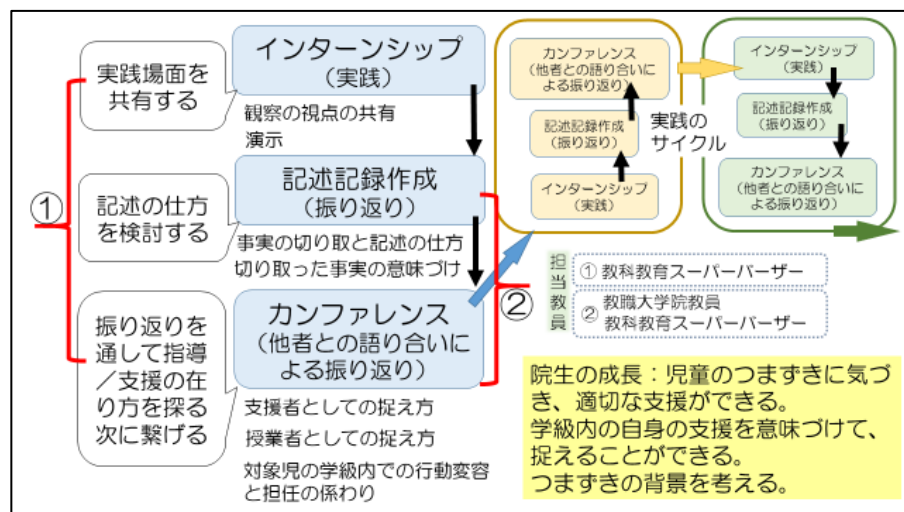 実践場面を
共有する
インターンシップ
（実践）
観察の視点の共有
演示
①
記述の仕方
を検討する
記述記録作成
（振り返り）
事実の切り取と記述の仕方
切り取った事実の意味づけ
②
振り返りを
通して指導
／支援の在
り方を探る
次に繋げる
カンファレンス
（他者との語り合いに
よる振り返り）
支援者としての捉え方
授業者としての捉え方
対象児の学級内での行動変容
と担任の係わり
カンファレンス
（他者との語り合いに
よる振り返り）
記述記録作成
（振り返り）
インターンシップ
（実践）
実践の
サイクル
インターンシップ
（実践）
記述記録作成
（振り返り）
カンファレンス
（他者との語り合いに
よる振り返り）
担当教員
①教科教育スーパーバーザー
②教職大学院教員
教科教育スーパーバーザー
院生の成長：児童のつまずきに気づ
き、適切な支援ができる。
学級内の自身の支援を意味づけて、
捉えることができる。
つまずきの背景を考える。